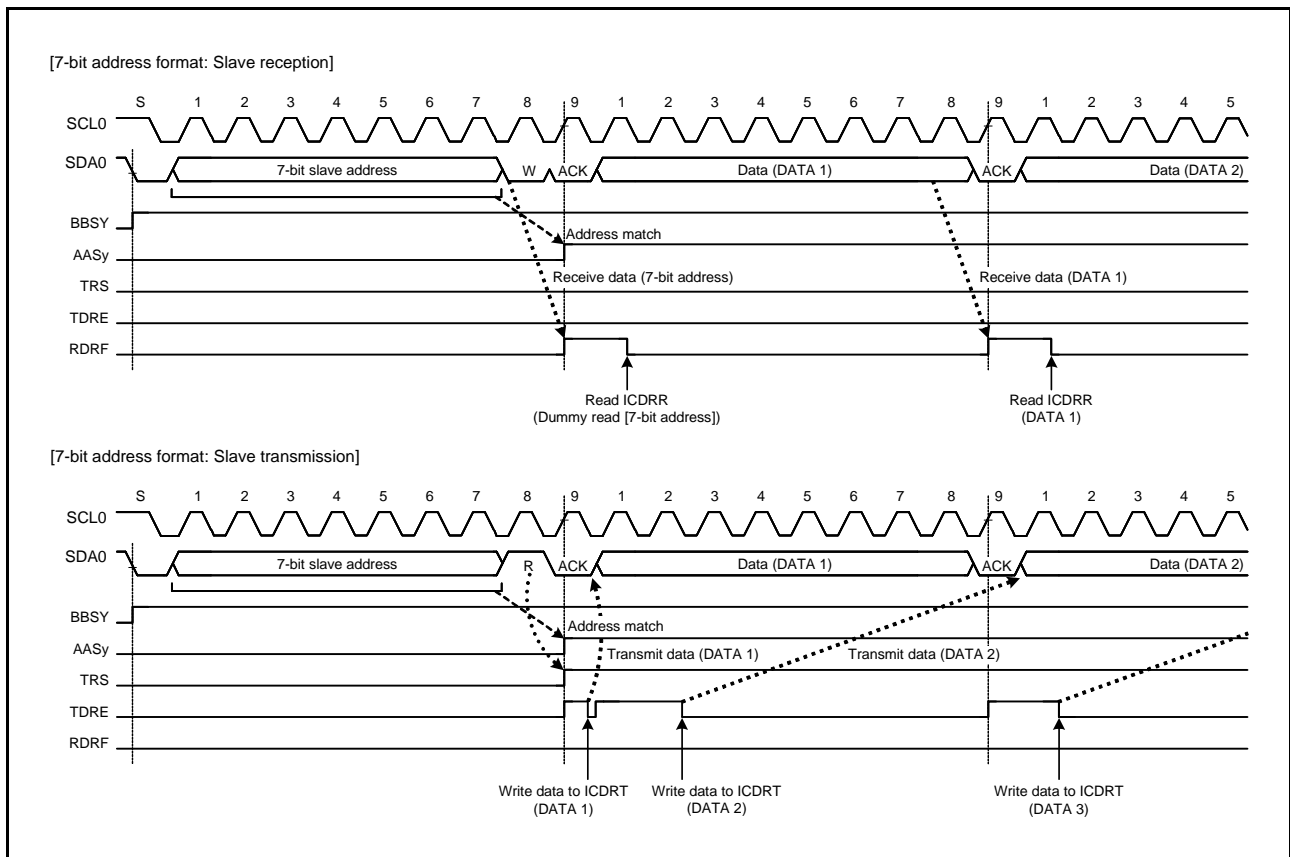 [7-bit address format: Slave reception]
S 1 2 3 4 5 6 7 8 9 1 2 3 4 5 6 7 8 9 1 2 3 4 5
SCL0
SDA0 7-bit slave address W ACK Data (DATA 1) ACK Data (DATA 2)
BBSY
Address match
AASy
TRS Receive data (7-bit address) Receive data (DATA 1)
TDRE
RDRF
Read ICDRR Read ICDRR
(Dummy read [7-bit address]) (DATA 1)
[7-bit address format: Slave transmission]
S 1 2 3 4 5 6 7 8 9 1 2 3 4 5 6 7 8 9 1 2 3 4 5
SCL0
SDA0 7-bit slave address R ACK Data (DATA 1) ACK Data (DATA 2)
BBSY
Address match
AASy Transmit data (DATA 1) Transmit data (DATA 2)
TRS
TDRE
RDRF
Write data to ICDRT Write data to ICDRT Write data to ICDRT
(DATA 1) (DATA 2) (DATA 3)